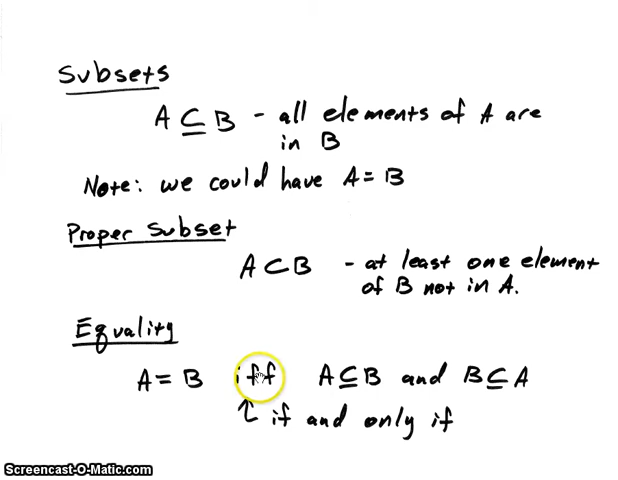 Subsets
A ⊆ B - all elements of A are
in B
Note: we could have A = B
Proper Subset
A ⊂ B - at least one element
of B not in A.
Equality
A = B iff A ⊆ B and B ⊆ A
↑ if and only if
Screencast-O-Matic.com